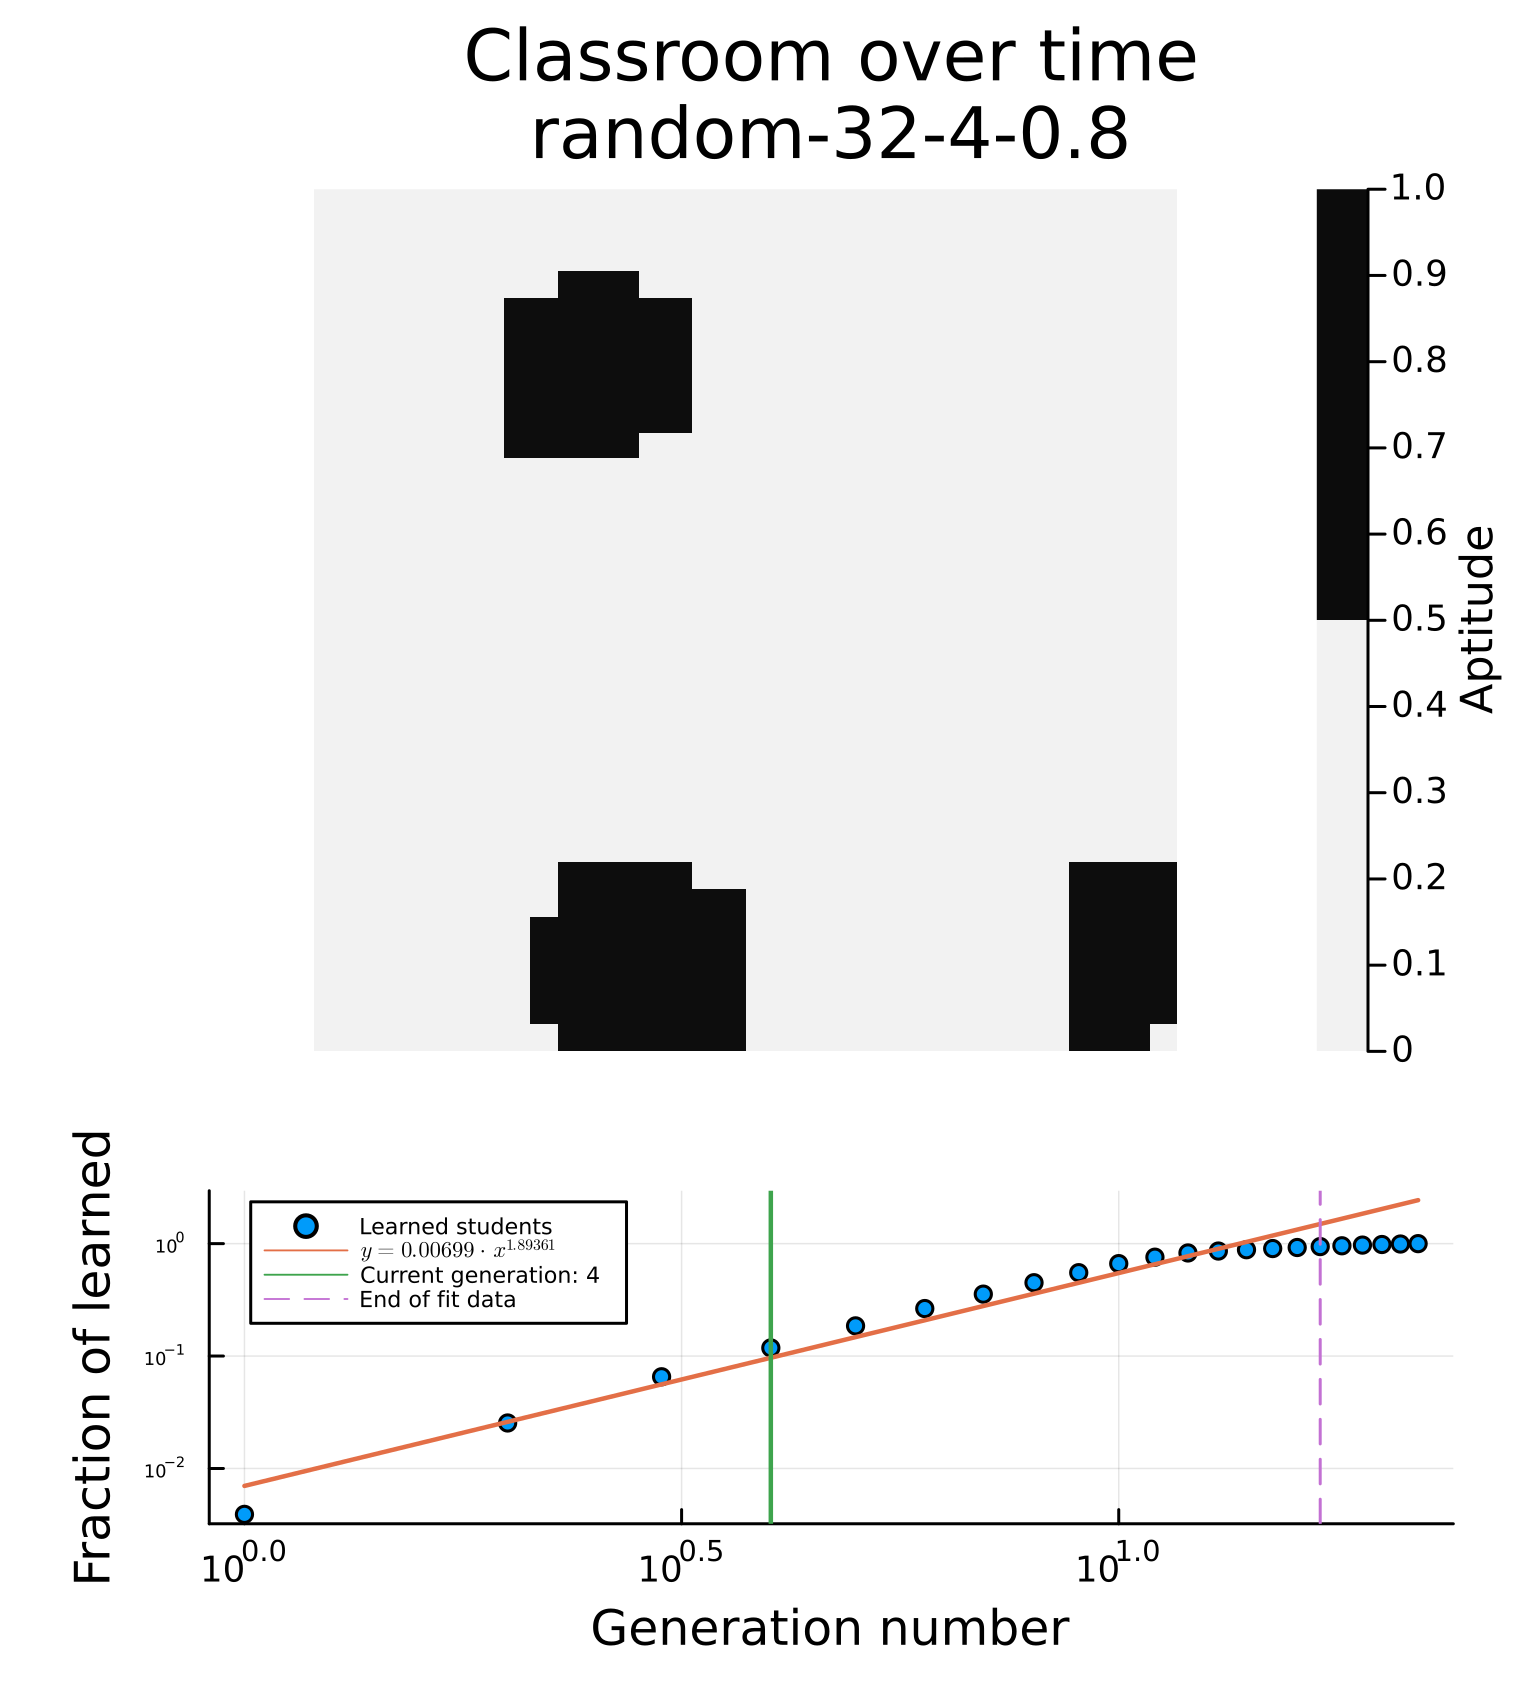 Classroom over time
random-32-4-0.8
1.0
0.9
0.8
0.7
0.6
0.5
0.4
0.3
0.2
0.1
0
Aptitude
Fraction of learned
10⁰
10⁻¹
10⁻²
Learned students
y = 0.00699 · x^1.89361
Current generation: 4
End of fit data
10^0.0
10^0.5
10^1.0
Generation number